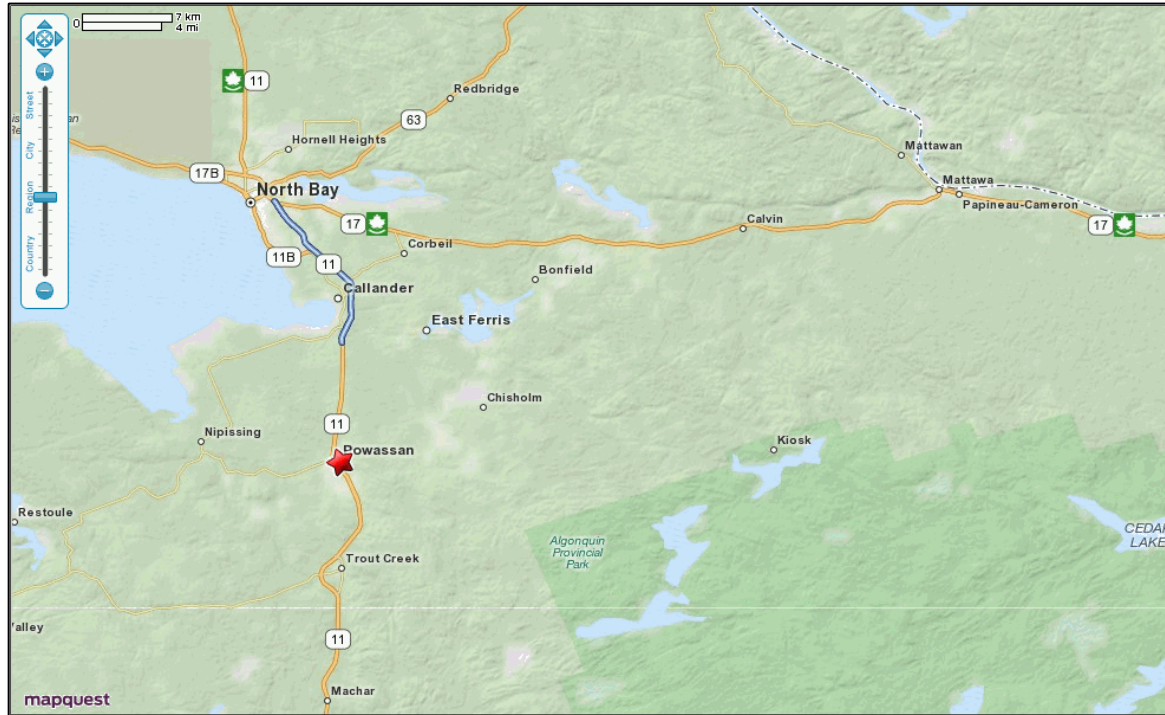 0
7 km
4 mi
Street
City
Region
Country
11
Redbridge
63
Hornell Heights
17B
North Bay
Mattawan
Mattawa
Papineau-Cameron
17
17
Calvin
Corbeil
11B
11
Bonfield
Callander
East Ferris
Chisholm
11
Nipissing
Powassan
Kiosk
Restoule
Algonquin
Provincial
Park
CEDAR
LAKE
Trout Creek
alley
11
Machar
mapquest